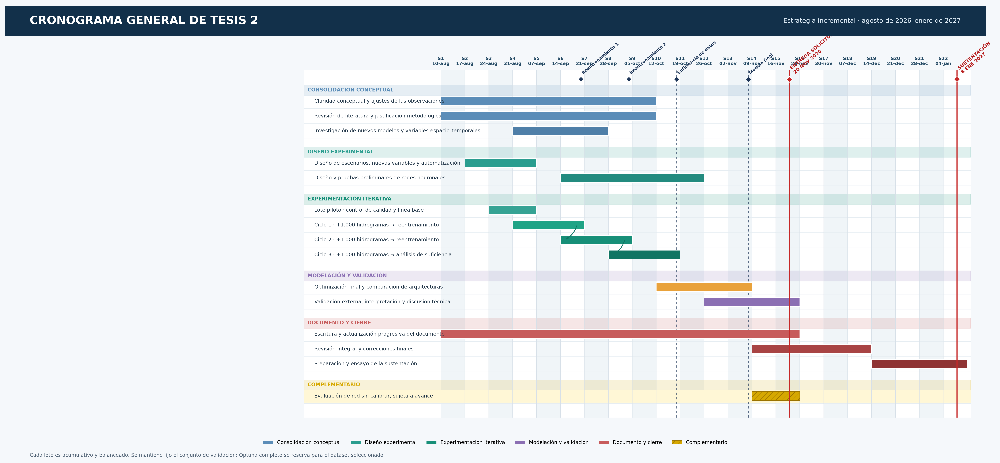 CRONOGRAMA GENERAL DE TESIS 2
Estrategia incremental · agosto de 2026–enero de 2027
Reentrenamiento 1
Reentrenamiento 2
Suficiencia de datos
Modelo final
ENTREGA
20 NOV 2026
SUSTENTACIÓN
8 ENE 2027
S1 S2 S3 S4 S5 S6 S7 S8 S9 S10 S11 S12 S13 S14 S15 S16 S17 S18 S19 S20 S21 S22
10-aug 17-aug 24-aug 31-aug 07-sep 14-sep 21-sep 28-sep 05-oct 12-oct 19-oct 26-oct 02-nov 09-nov 16-nov 23-nov 30-nov 07-dec 14-dec 21-dec 28-dec 04-jan
CONSOLIDACIÓN CONCEPTUAL
Claridad conceptual y ajustes de las observaciones
Revisión de literatura y justificación metodológica
Investigación de nuevos modelos y variables espacio-temporales
DISEÑO EXPERIMENTAL
Diseño de escenarios, nuevas variables y automatización
Diseño y pruebas preliminares de redes neuronales
EXPERIMENTACIÓN ITERATIVA
Lote piloto · control de calidad y línea base
Ciclo 1 · +1.000 hidrogramas → reentrenamiento
Ciclo 2 · +1.000 hidrogramas → reentrenamiento
Ciclo 3 · +1.000 hidrogramas → análisis de suficiencia
MODELACIÓN Y VALIDACIÓN
Optimización final y comparación de arquitecturas
Validación externa, interpretación y discusión técnica
DOCUMENTO Y CIERRE
Escritura y actualización progresiva del documento
Revisión integral y correcciones finales
Preparación y ensayo de la sustentación
COMPLEMENTARIO
Evaluación de red sin calibrar, sujeta a avance
Consolidación conceptual
Diseño experimental
Experimentación iterativa
Modelación y validación
Documento y cierre
Complementario
Cada lote es acumulativo y balanceado. Se mantiene fijo el conjunto de validación; Optuna completo se reserva para el dataset seleccionado.